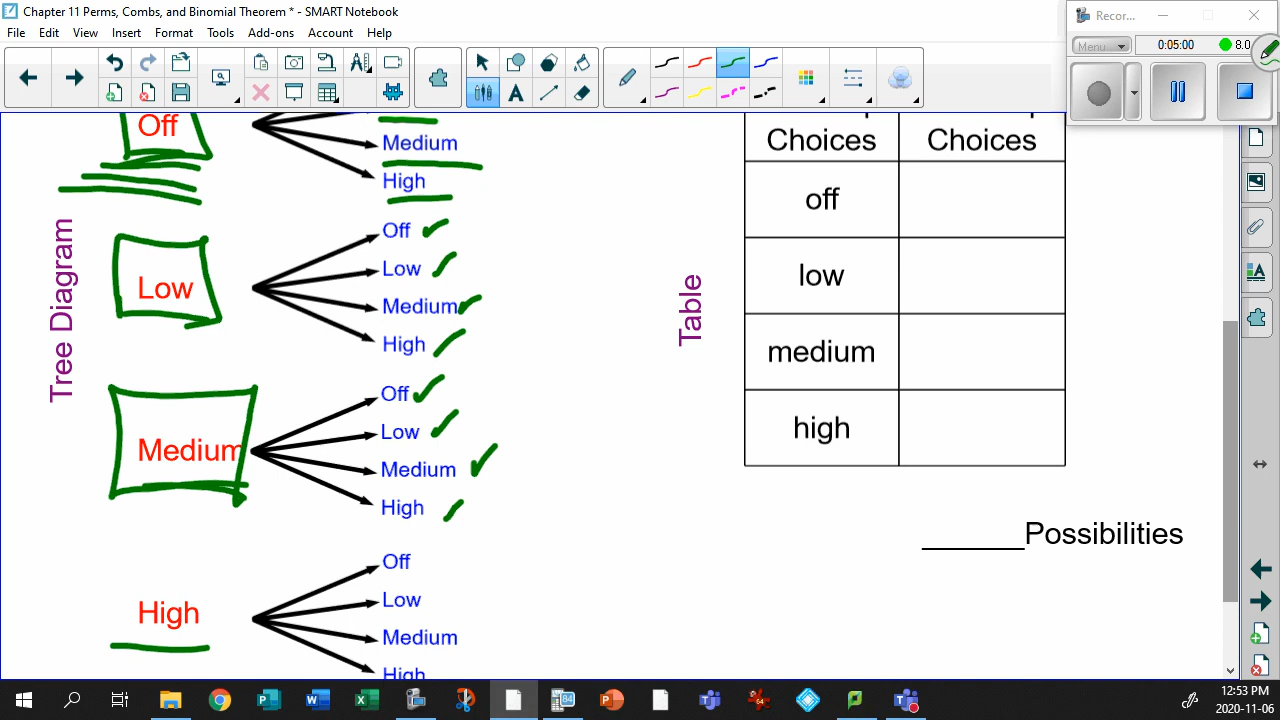 Chapter 11 Perms, Combs, and Binomial Theorem * - SMART Notebook
File Edit View Insert Format Tools Add-ons Account Help
Recor...
Menu
0:05:00
8.0
Off
Medium
High
Tree Diagram
Low
Off
Low
Medium
High
Medium
Off
Low
Medium
High
High
Off
Low
Medium
High
Table
Choices Choices
off
low
medium
high
______Possibilities
12:53 PM
2020-11-06